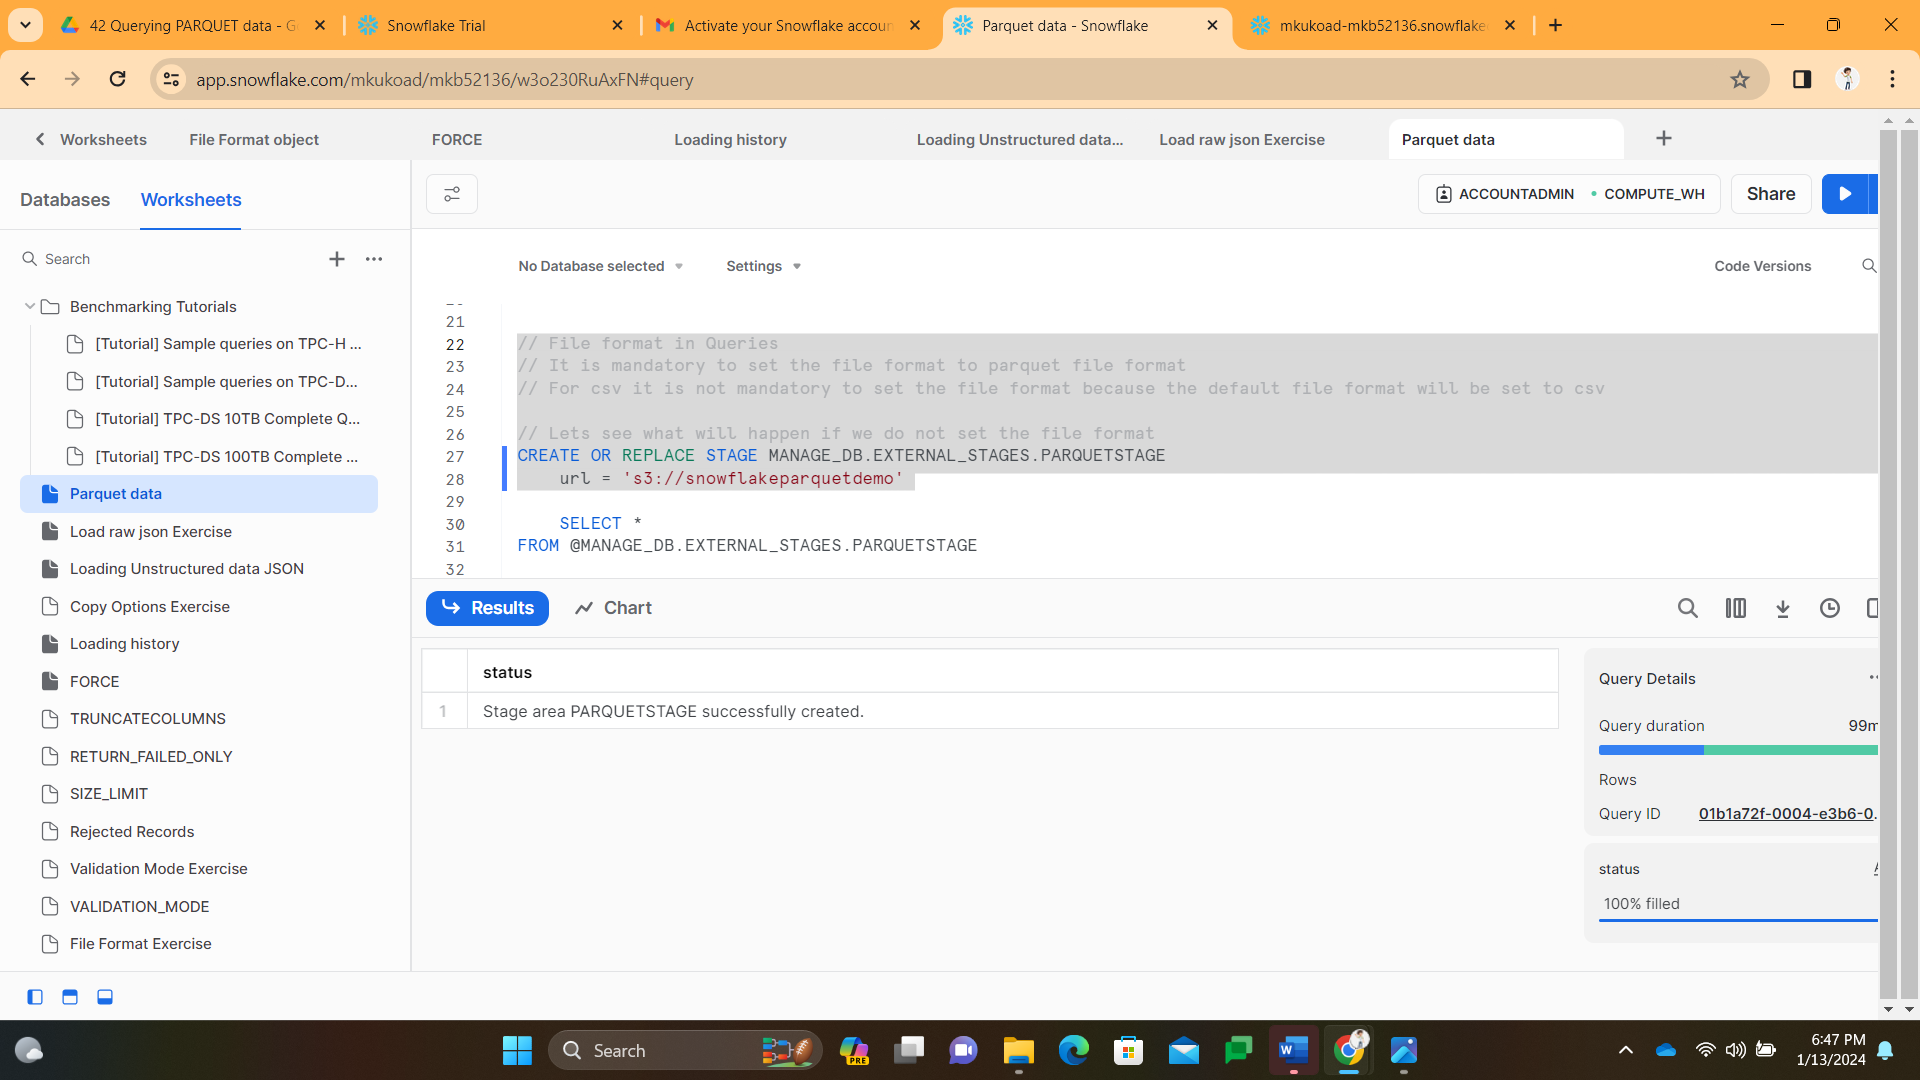 42 Querying PARQUET data - G
Snowflake Trial
Activate your Snowflake accoun
Parquet data - Snowflake
mkukoad-mkb52136.snowflake
app.snowflake.com/mkukoad/mkb52136/w3o230RuAxFN#query
Worksheets
File Format object
FORCE
Loading history
Loading Unstructured data...
Load raw json Exercise
Parquet data
Databases
Worksheets
ACCOUNTADMIN
COMPUTE_WH
Share
Search
No Database selected
Settings
Code Versions
Benchmarking Tutorials
[Tutorial] Sample queries on TPC-H ...
[Tutorial] Sample queries on TPC-D...
[Tutorial] TPC-DS 10TB Complete Q...
[Tutorial] TPC-DS 100TB Complete ...
Parquet data
Load raw json Exercise
Loading Unstructured data JSON
Copy Options Exercise
Loading history
FORCE
TRUNCATECOLUMNS
RETURN_FAILED_ONLY
SIZE_LIMIT
Rejected Records
Validation Mode Exercise
VALIDATION_MODE
File Format Exercise
21
22 // File format in Queries
23 // It is mandatory to set the file format to parquet file format
24 // For csv it is not mandatory to set the file format because the default file format will be set to csv
25
26 // Lets see what will happen if we do not set the file format
27 CREATE OR REPLACE STAGE MANAGE_DB.EXTERNAL_STAGES.PARQUETSTAGE
28 url = 's3://snowflakeparquetdemo'
29
30 SELECT *
31 FROM @MANAGE_DB.EXTERNAL_STAGES.PARQUETSTAGE
32
Results
Chart
status
1 Stage area PARQUETSTAGE successfully created.
Query Details
Query duration 99m
Rows
Query ID 01b1a72f-0004-e3b6-0.
status
100% filled
Search
PRE
6:47 PM
1/13/2024